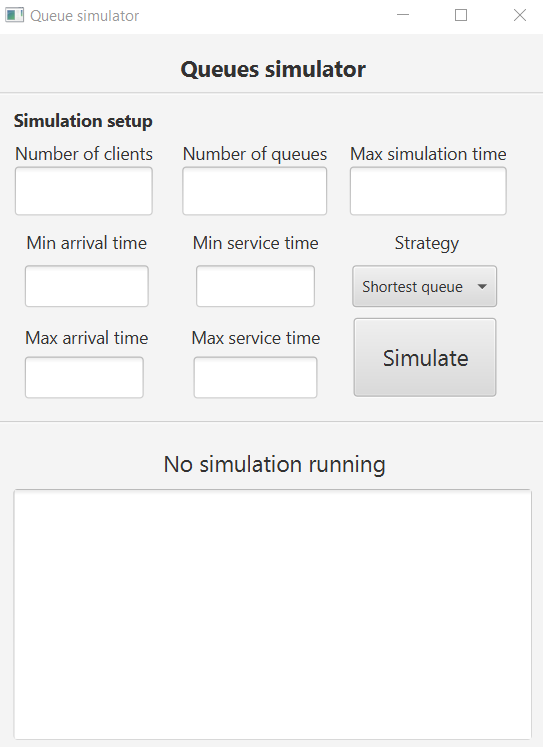 Queue simulator
Queues simulator
Simulation setup
Number of clients Number of queues Max simulation time
Min arrival time Min service time Strategy
Shortest queue
Max arrival time Max service time
Simulate
No simulation running